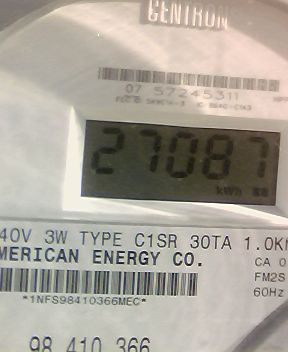 CENTRON
07 57245311
27087
kWh
40V 3W TYPE C1SR 30TA 1.0K
MERICAN ENERGY CO.
CA 0
FM2S
60Hz
*1NFS98410366MEC*
98 410 366